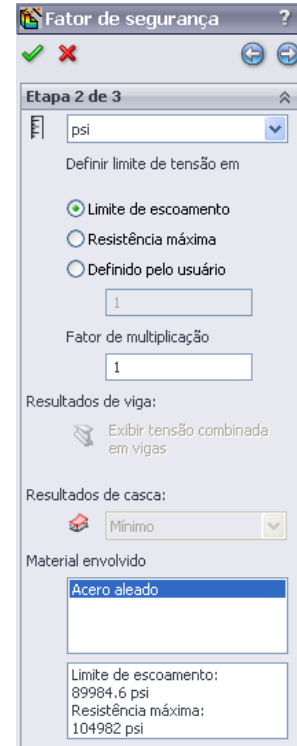 Fator de segurança ?
Etapa 2 de 3
psi
Definir limite de tensão em
Limite de escoamento
Resistência máxima
Definido pelo usuário
1
Fator de multiplicação
1
Resultados de viga:
Exibir tensão combinada
em vigas
Resultados de casca:
Mínimo
Material envolvido
Acero aleado
Limite de escoamento:
89984.6 psi
Resistência máxima:
104982 psi